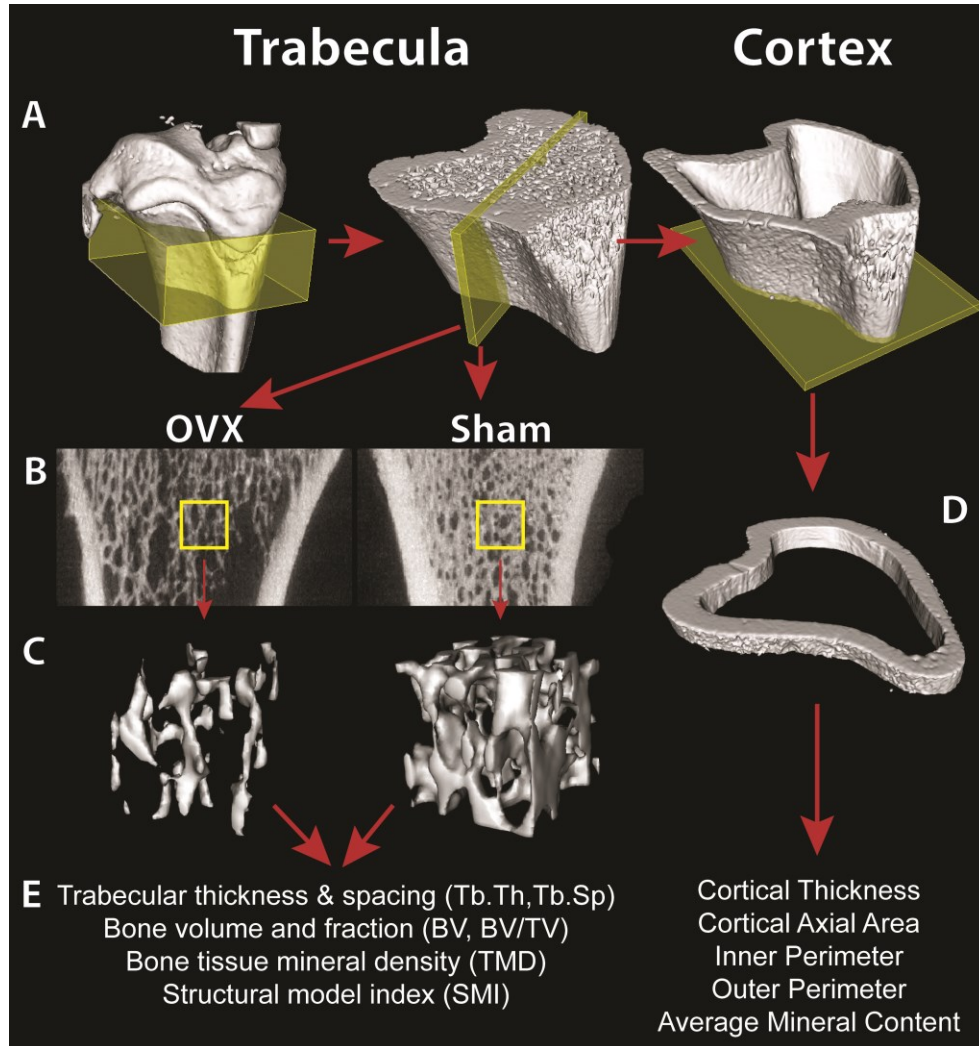 Trabecula
Cortex
A
OVX
Sham
B
D
C
E
Trabecular thickness & spacing (Tb.Th,Tb.Sp)
Bone volume and fraction (BV, BV/TV)
Bone tissue mineral density (TMD)
Structural model index (SMI)
Cortical Thickness
Cortical Axial Area
Inner Perimeter
Outer Perimeter
Average Mineral Content